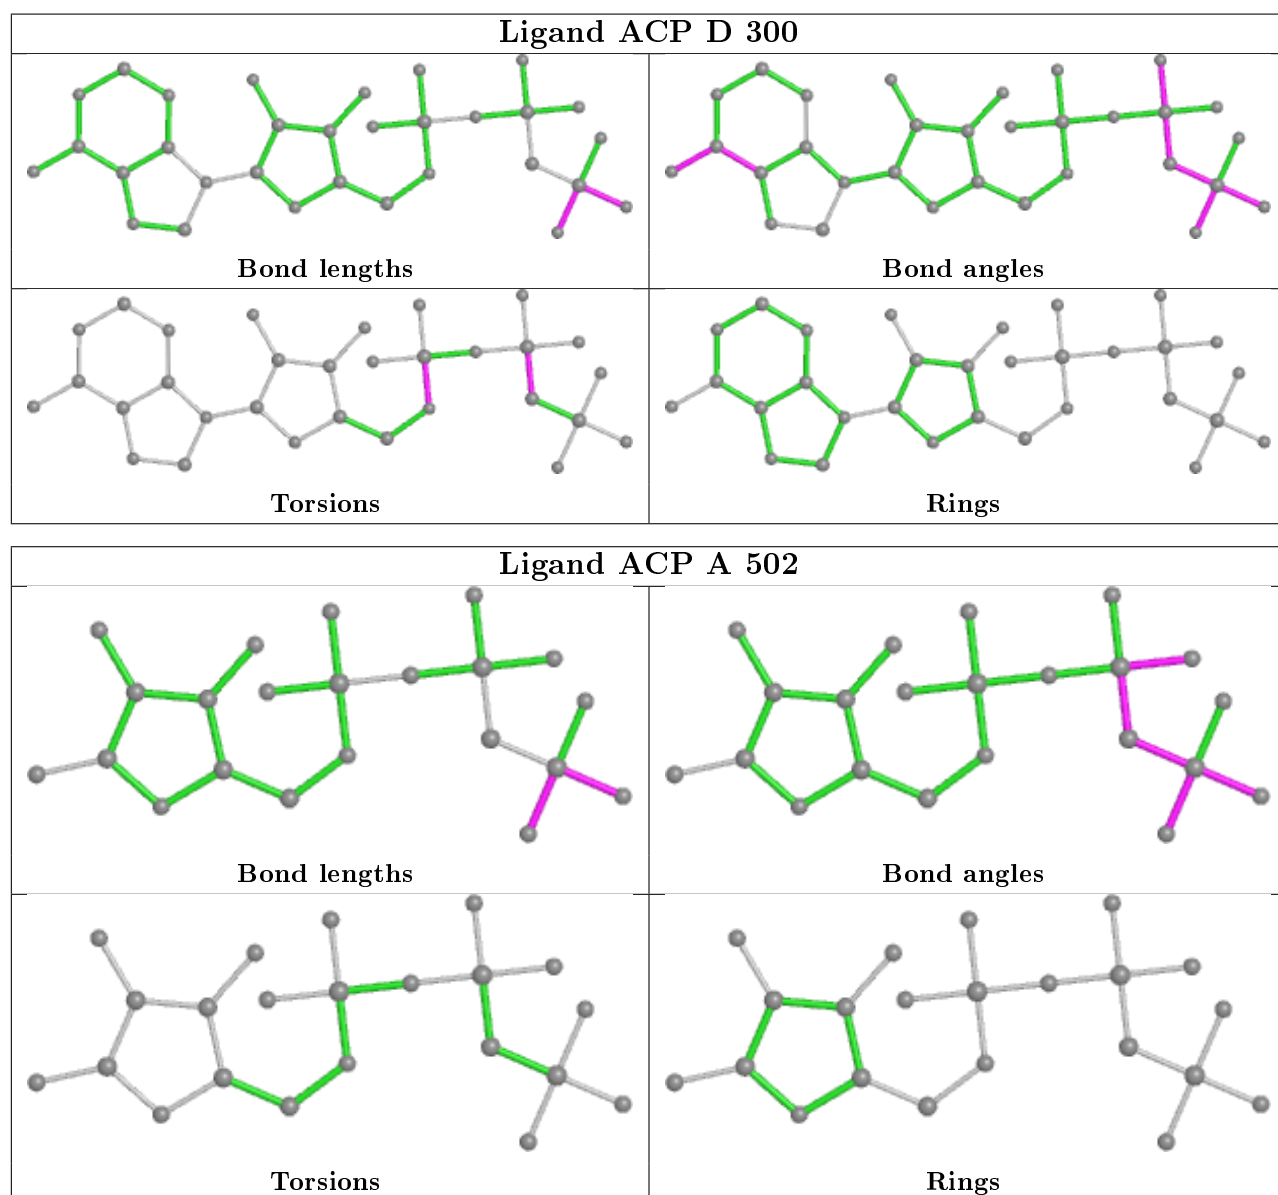 Ligand ACP D 300
Bond lengths
Bond angles
Torsions
Rings
Ligand ACP A 502
Bond lengths
Bond angles
Torsions
Rings